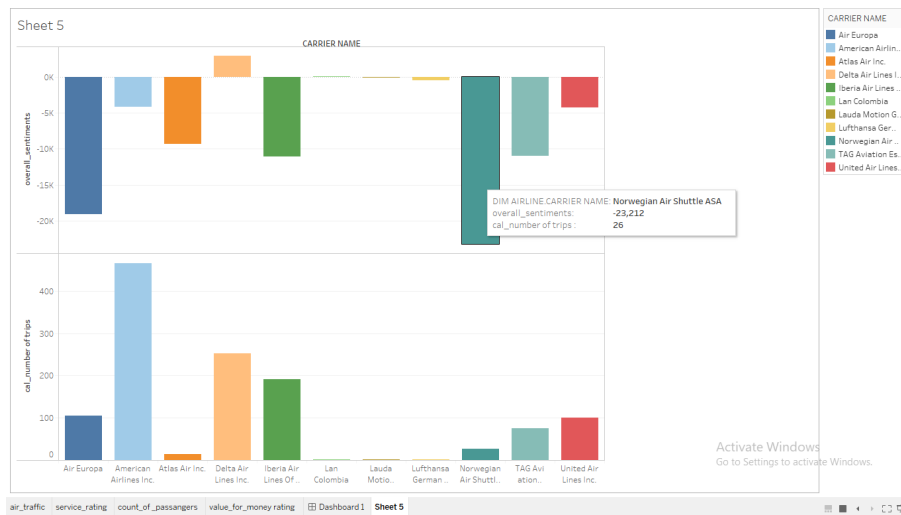 Sheet 5
CARRIER NAME
overall_sentiments
0K
-5K
-10K
-15K
-20K
DIM AIRLINE.CARRIER NAME: Norwegian Air Shuttle ASA
overall_sentiments: -23,212
cal_number of trips : 26
cal_number of trips
400
300
200
100
0
Air Europa
American Airlines Inc.
Atlas Air Inc.
Delta Air Lines Inc.
Iberia Air Lines Of ..
Lan Colombia
Lauda Motio..
Lufthansa German ..
Norwegian Air Shuttl..
TAG Avi ation..
United Air Lines Inc.
CARRIER NAME
Air Europa
American Airlin..
Atlas Air Inc.
Delta Air Lines I..
Iberia Air Lines ..
Lan Colombia
Lauda Motion G..
Lufthansa Ger..
Norwegian Air ..
TAG Aviation Es..
United Air Lines..
Activate Windows
Go to Settings to activate Windows.
air_traffic service_rating count_of _passangers value_for_money rating Dashboard 1 Sheet 5